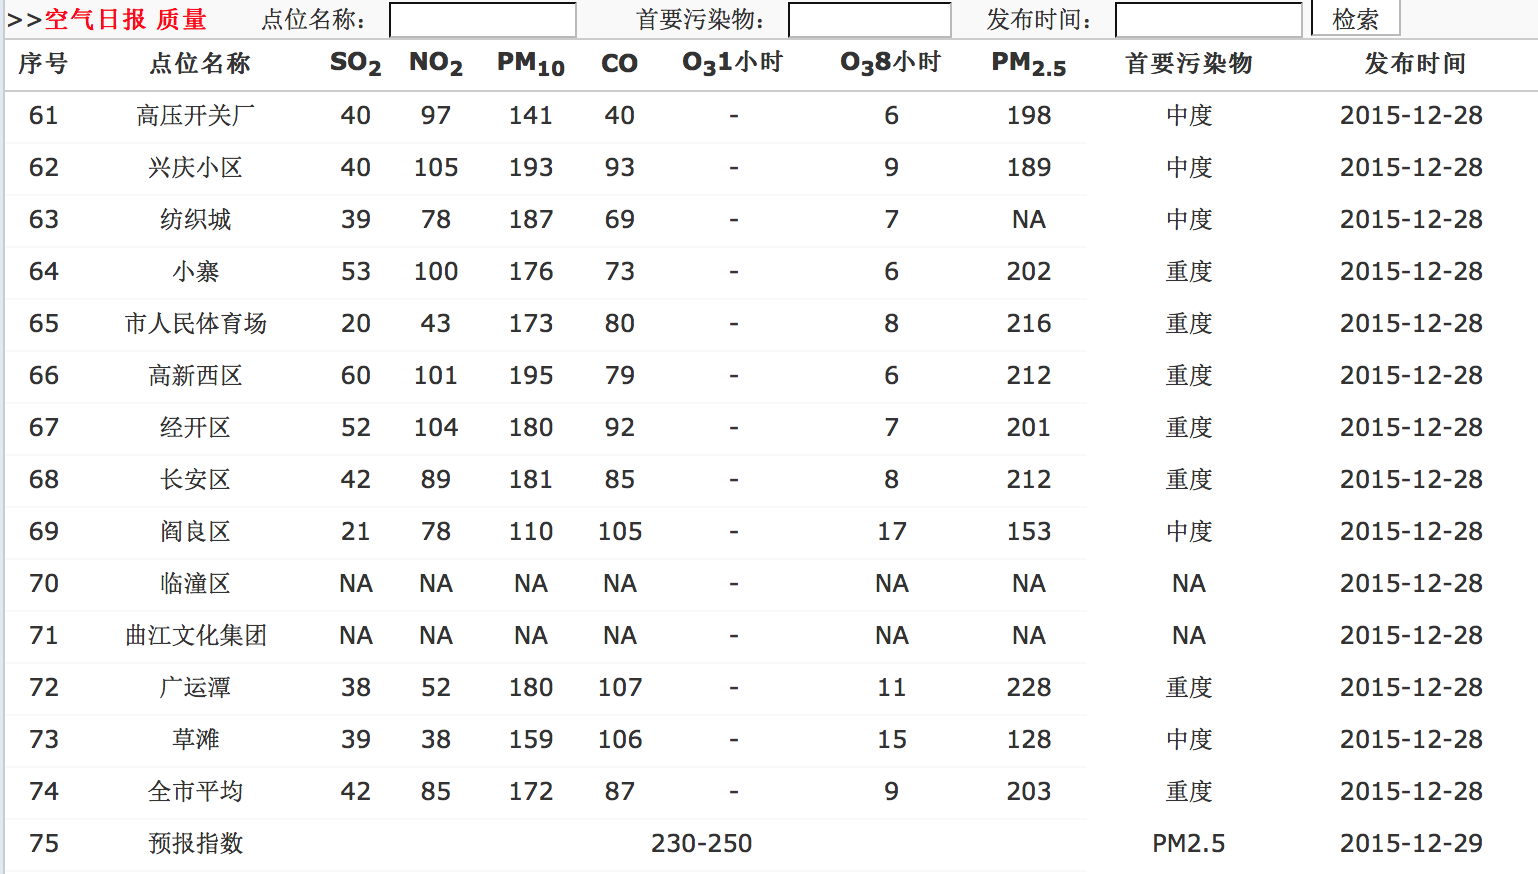 >>空气日报 质量 点位名称： 首要污染物： 发布时间： 检索
序号 点位名称 SO2 NO2 PM10 CO O31小时 O38小时 PM2.5 首要污染物 发布时间
61 高压开关厂 40 97 141 40 - 6 198 中度 2015-12-28
62 兴庆小区 40 105 193 93 - 9 189 中度 2015-12-28
63 纺织城 39 78 187 69 - 7 NA 中度 2015-12-28
64 小寨 53 100 176 73 - 6 202 重度 2015-12-28
65 市人民体育场 20 43 173 80 - 8 216 重度 2015-12-28
66 高新西区 60 101 195 79 - 6 212 重度 2015-12-28
67 经开区 52 104 180 92 - 7 201 重度 2015-12-28
68 长安区 42 89 181 85 - 8 212 重度 2015-12-28
69 阎良区 21 78 110 105 - 17 153 中度 2015-12-28
70 临潼区 NA NA NA NA - NA NA NA 2015-12-28
71 曲江文化集团 NA NA NA NA - NA NA NA 2015-12-28
72 广运潭 38 52 180 107 - 11 228 重度 2015-12-28
73 草滩 39 38 159 106 - 15 128 中度 2015-12-28
74 全市平均 42 85 172 87 - 9 203 重度 2015-12-28
75 预报指数 230-250 PM2.5 2015-12-29